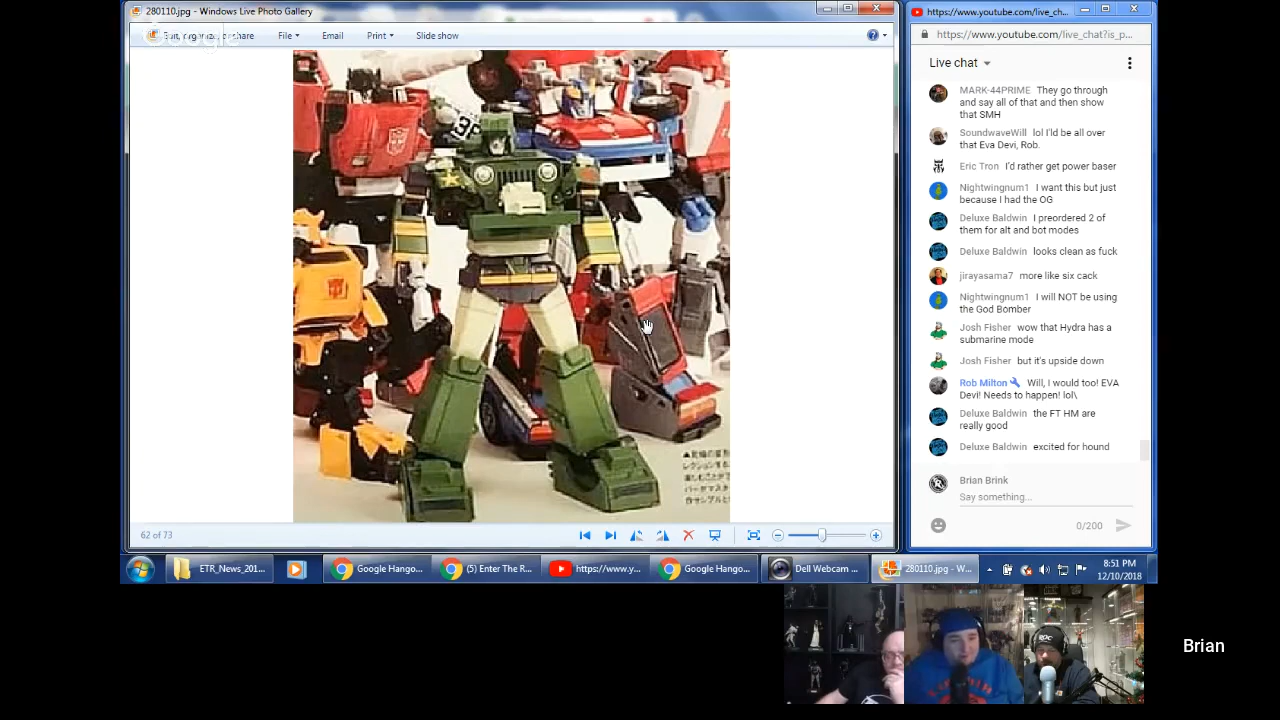 280110.jpg - Windows Live Photo Gallery
Google
File
Email
Print
Slide show
62 of 73
https://www.youtube.com/live_ch...
https://www.youtube.com/live_chat?is_p...
Live chat
MARK-44PRIME They go through
and say all of that and then show
that SMH
SoundwaveWill lol I'ld be all over
that Eva Devi, Rob.
Eric Tron I'd rather get power baser
Nightwingnum1 I want this but just
because I had the OG
Deluxe Baldwin I preordered 2 of
them for alt and bot modes
Deluxe Baldwin looks clean as fuck
jirayasama7 more like six cack
Nightwingnum1 I will NOT be using
the God Bomber
Josh Fisher wow that Hydra has a
submarine mode
Josh Fisher but it's upside down
Rob Milton Will, I would too! EVA
Devi! Needs to happen! lol\
Deluxe Baldwin the FT HM are
really good
Deluxe Baldwin excited for hound
Brian Brink
Say something...
0/200
ETR_News_201...
Google Hango...
(5) Enter The R...
https://www.y...
Google Hango...
Dell Webcam ...
280110.jpg - W...
8:51 PM
12/10/2018
ROC
Brian